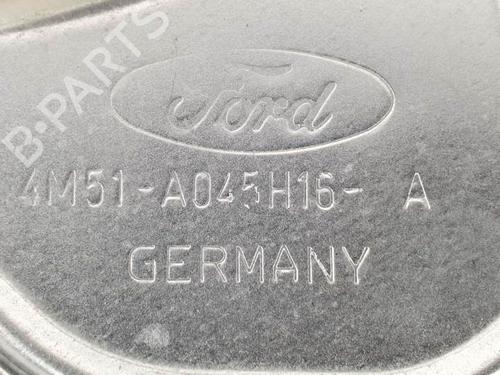 B-PARTS
Ford
4M51-A045H16- A
GERMANY